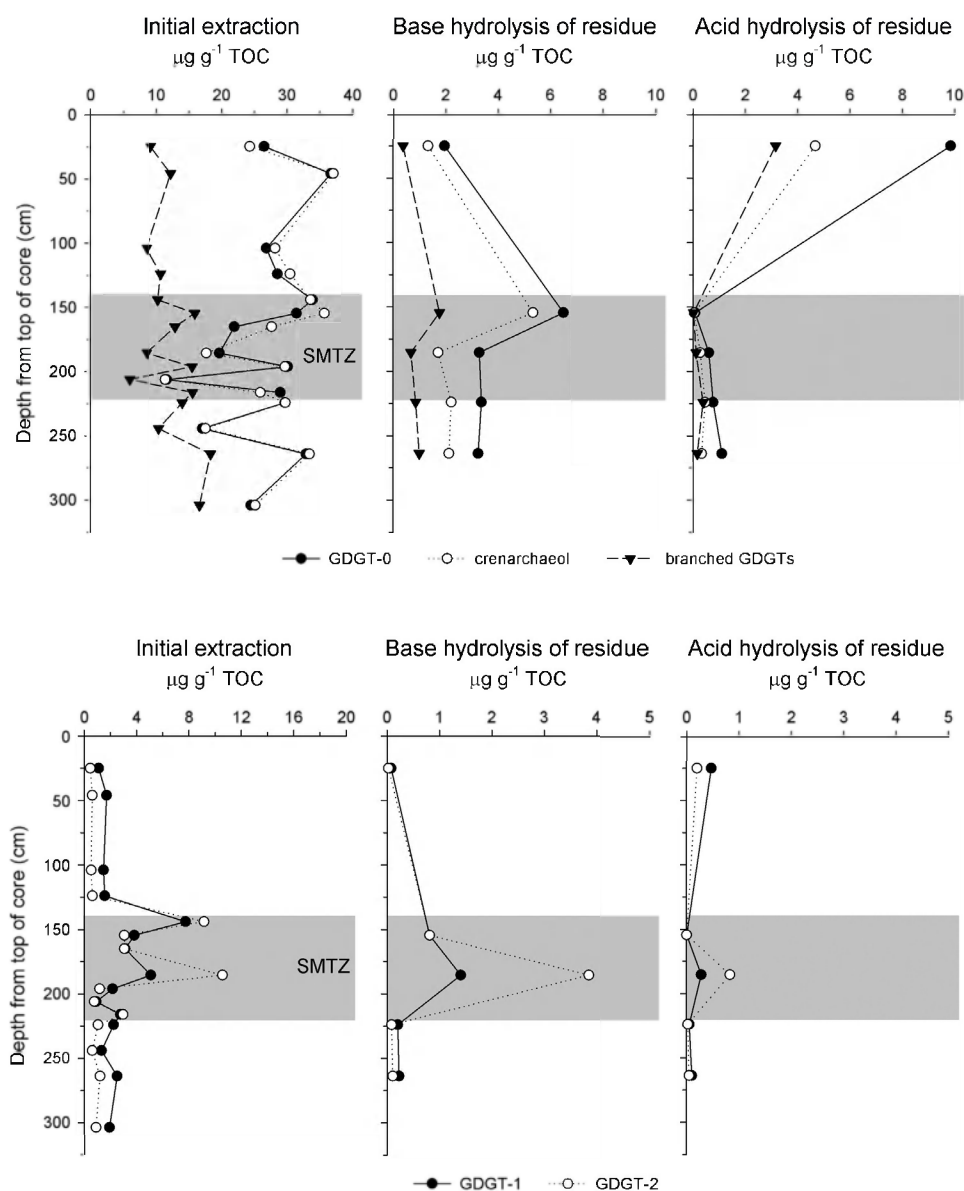 Initial extraction
µg g⁻¹ TOC
Base hydrolysis of residue
µg g⁻¹ TOC
Acid hydrolysis of residue
µg g⁻¹ TOC
0 10 20 30 40
0 2 4 6 8 10
0 2 4 6 8 10
Depth from top of core (cm)
0
50
100
150
200
250
300
SMTZ
GDGT-0 crenarchaeol branched GDGTs
Initial extraction
µg g⁻¹ TOC
Base hydrolysis of residue
µg g⁻¹ TOC
Acid hydrolysis of residue
µg g⁻¹ TOC
0 4 8 12 16 20
0 1 2 3 4 5
0 1 2 3 4 5
Depth from top of core (cm)
0
50
100
150
200
250
300
SMTZ
GDGT-1 GDGT-2